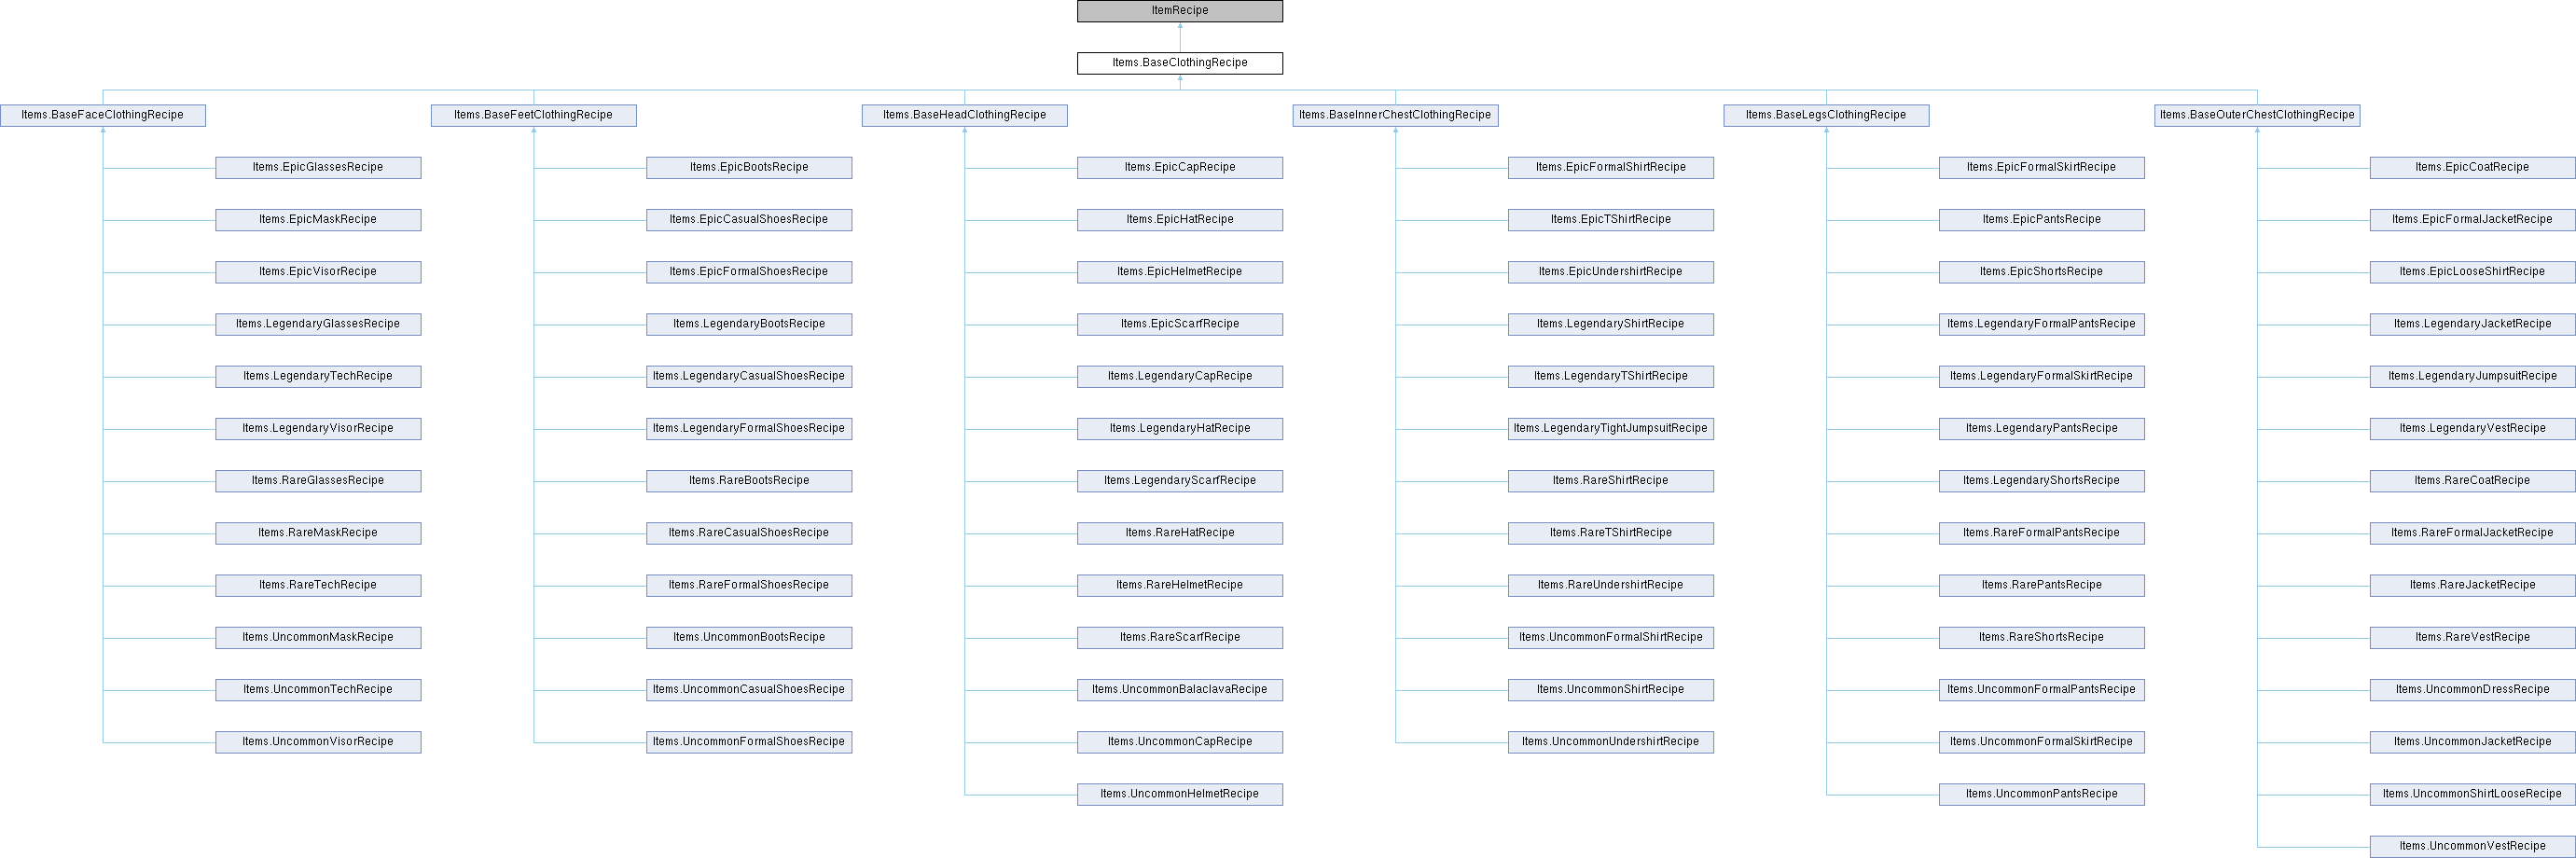 ItemRecipe
Items.BaseClothingRecipe
Items.BaseFaceClothingRecipe
Items.BaseFeetClothingRecipe
Items.BaseHeadClothingRecipe
Items.BaseInnerChestClothingRecipe
Items.BaseLegsClothingRecipe
Items.BaseOuterChestClothingRecipe
Items.EpicGlassesRecipe
Items.EpicMaskRecipe
Items.EpicVisorRecipe
Items.LegendaryGlassesRecipe
Items.LegendaryTechRecipe
Items.LegendaryVisorRecipe
Items.RareGlassesRecipe
Items.RareMaskRecipe
Items.RareTechRecipe
Items.UncommonMaskRecipe
Items.UncommonTechRecipe
Items.UncommonVisorRecipe
Items.EpicBootsRecipe
Items.EpicCasualShoesRecipe
Items.EpicFormalShoesRecipe
Items.LegendaryBootsRecipe
Items.LegendaryCasualShoesRecipe
Items.LegendaryFormalShoesRecipe
Items.RareBootsRecipe
Items.RareCasualShoesRecipe
Items.RareFormalShoesRecipe
Items.UncommonBootsRecipe
Items.UncommonCasualShoesRecipe
Items.UncommonFormalShoesRecipe
Items.EpicCapRecipe
Items.EpicHatRecipe
Items.EpicHelmetRecipe
Items.EpicScarfRecipe
Items.LegendaryCapRecipe
Items.LegendaryHatRecipe
Items.LegendaryScarfRecipe
Items.RareHatRecipe
Items.RareHelmetRecipe
Items.RareScarfRecipe
Items.UncommonBalaclavaRecipe
Items.UncommonCapRecipe
Items.UncommonHelmetRecipe
Items.EpicFormalShirtRecipe
Items.EpicTShirtRecipe
Items.EpicUndershirtRecipe
Items.LegendaryShirtRecipe
Items.LegendaryTShirtRecipe
Items.LegendaryTightJumpsuitRecipe
Items.RareShirtRecipe
Items.RareTShirtRecipe
Items.RareUndershirtRecipe
Items.UncommonFormalShirtRecipe
Items.UncommonShirtRecipe
Items.UncommonUndershirtRecipe
Items.EpicFormalSkirtRecipe
Items.EpicPantsRecipe
Items.EpicShortsRecipe
Items.LegendaryFormalPantsRecipe
Items.LegendaryFormalSkirtRecipe
Items.LegendaryPantsRecipe
Items.LegendaryShortsRecipe
Items.RareFormalPantsRecipe
Items.RarePantsRecipe
Items.RareShortsRecipe
Items.UncommonFormalPantsRecipe
Items.UncommonFormalSkirtRecipe
Items.UncommonPantsRecipe
Items.EpicCoatRecipe
Items.EpicFormalJacketRecipe
Items.EpicLooseShirtRecipe
Items.LegendaryJacketRecipe
Items.LegendaryJumpsuitRecipe
Items.LegendaryVestRecipe
Items.RareCoatRecipe
Items.RareFormalJacketRecipe
Items.RareJacketRecipe
Items.RareVestRecipe
Items.UncommonDressRecipe
Items.UncommonJacketRecipe
Items.UncommonShirtLooseRecipe
Items.UncommonVestRecipe